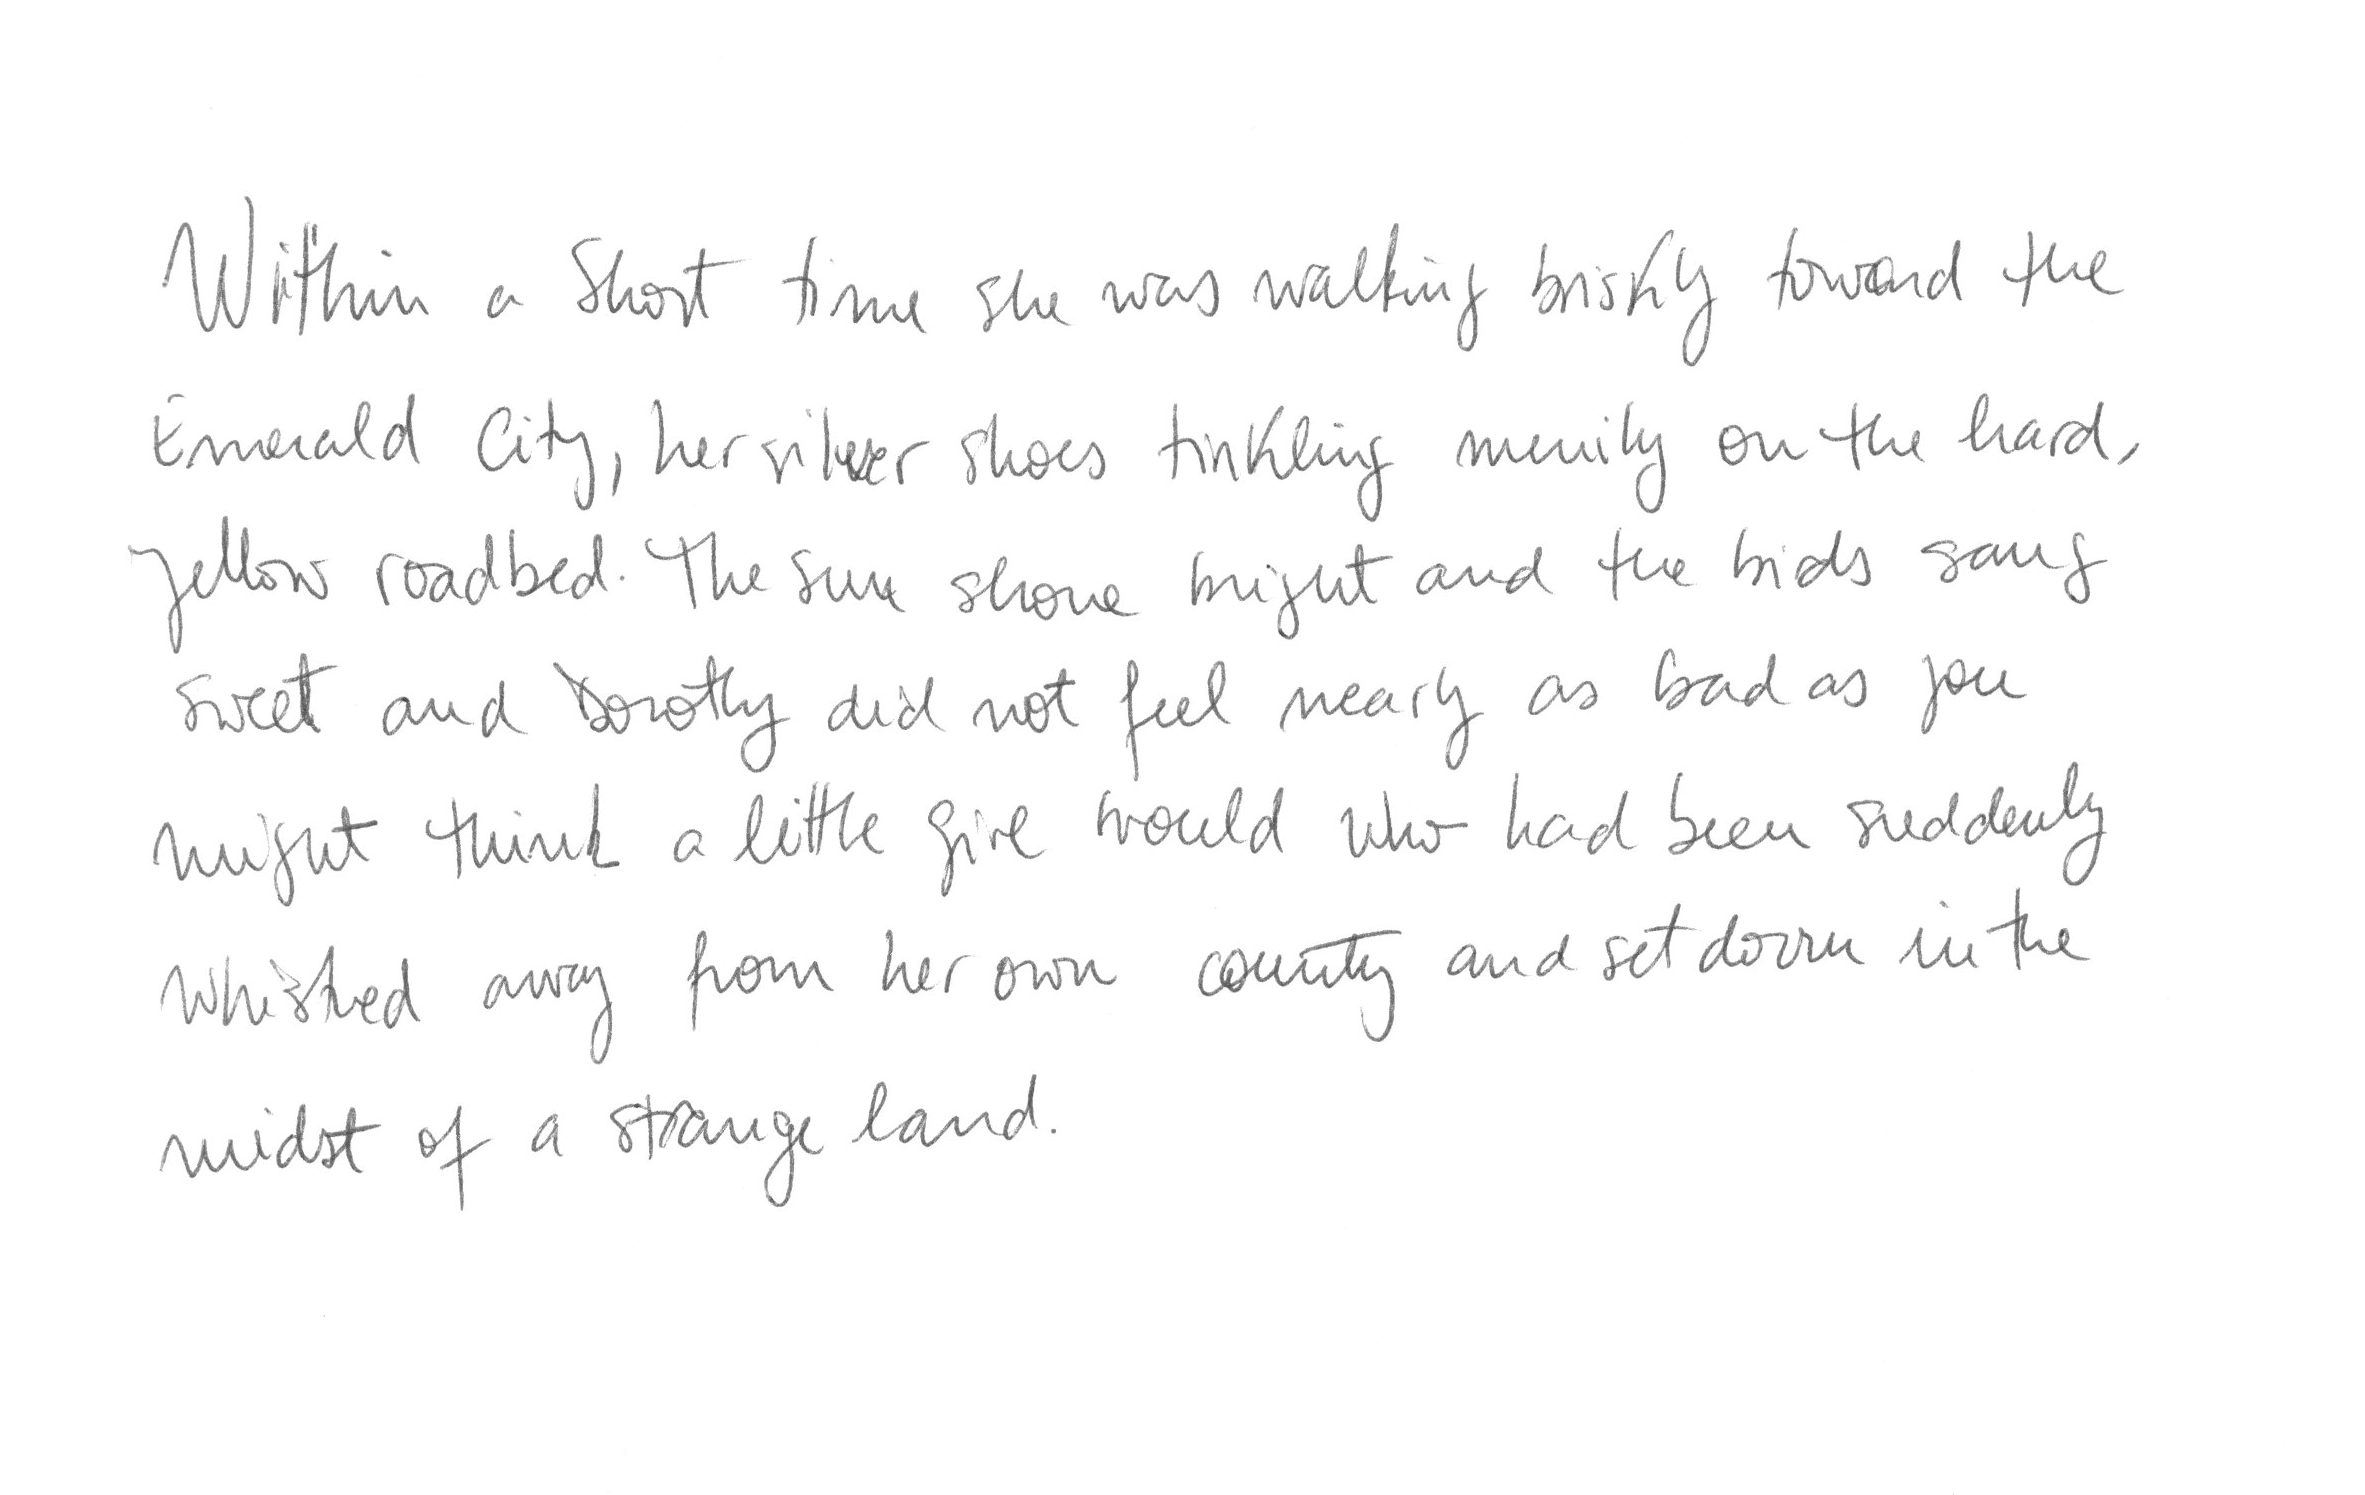 Within a short time she was walking briskly toward the
Emerald City, her silver shoes tinkling merrily on the hard,
yellow roadbed. The sun shone bright and the birds sang
sweet and Dorothy did not feel nearly as bad as you
might think a little girl would who had been suddenly
whisked away from her own country and set down in the
midst of a strange land.